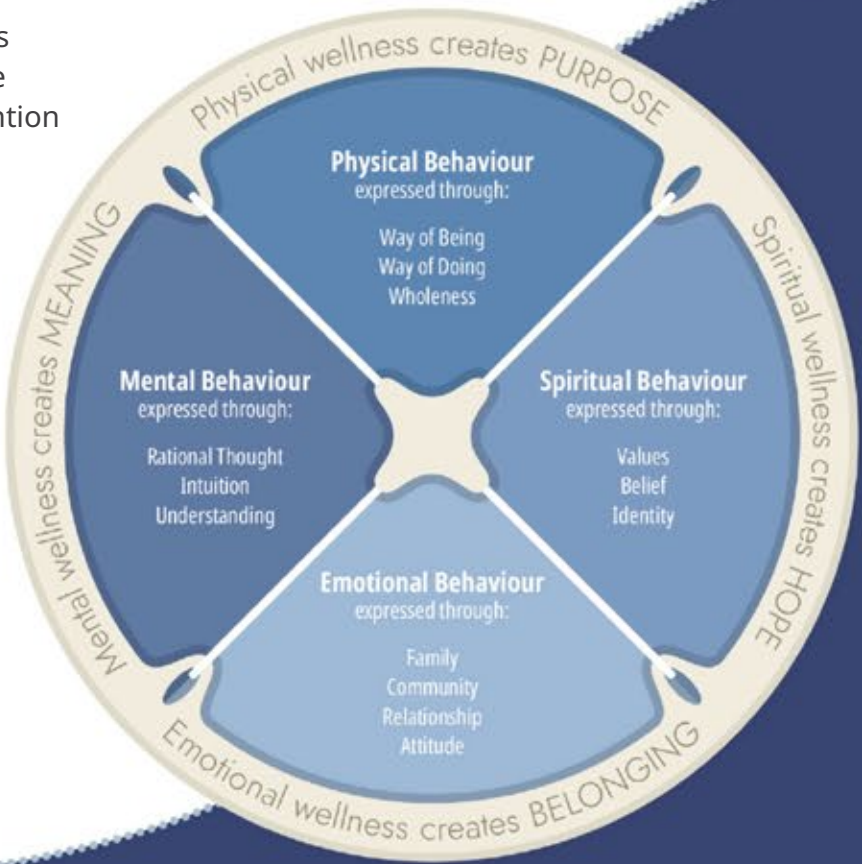 s
e
ntion
Physical wellness creates PURPOSE
Physical Behaviour
expressed through:
Way of Being
Way of Doing
Wholeness
Spiritual wellness creates HOPE
Spiritual Behaviour
expressed through:
Values
Belief
Identity
Emotional Behaviour
expressed through:
Family
Community
Relationship
Attitude
Emotional wellness creates BELONGING
Mental Behaviour
expressed through:
Rational Thought
Intuition
Understanding
Mental wellness creates MEANING